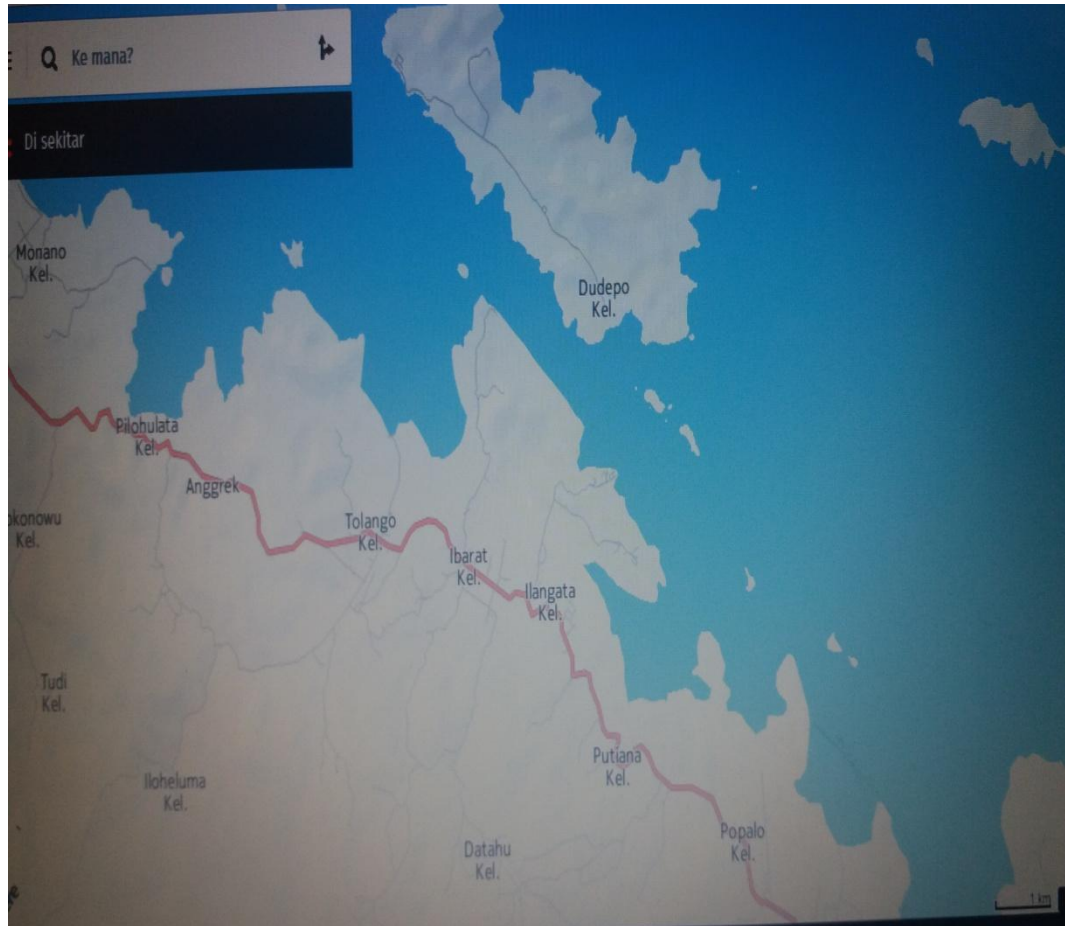 Ke mana?
Di sekitar
Monano
Kel.
Dudepo
Kel.
Pilohulata
Kel.
Anggrek
Tolango
Kel.
Kel.
Ibarat
Kel.
Ilangata
Kel.
Tudi
Kel.
Putiana
Kel.
Iloheluma
Kel.
Popalo
Kel.
Datahu
Kel.
1 km